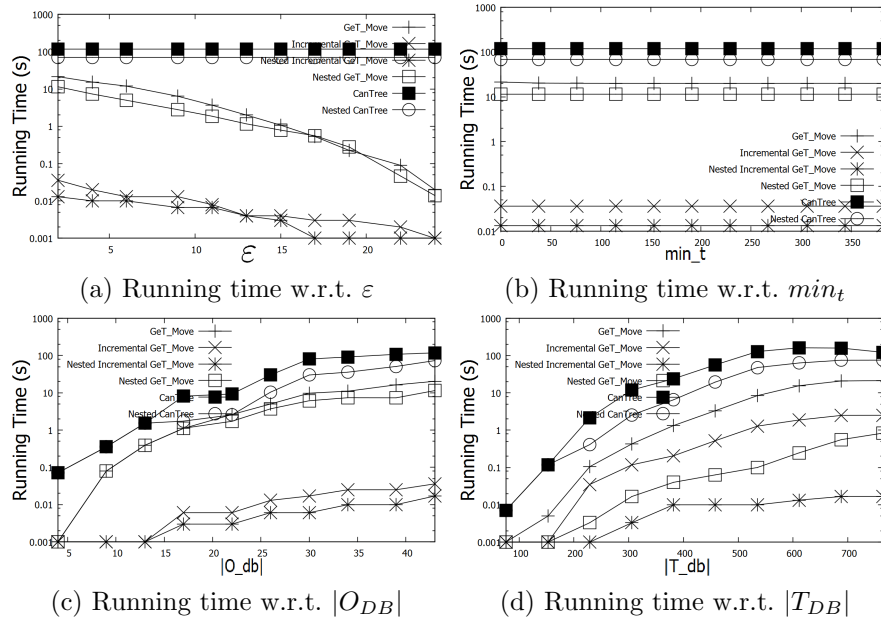 1000
100
10
1
0.1
0.01
0.001
Running Time (s)
GeT_Move
Incremental GeT_Move
Nested Incremental GeT_Move
Nested GeT_Move
CanTree
Nested CanTree
5 10 15 20
ε
(a) Running time w.r.t. ε
1000
100
10
1
0.1
0.01
Running Time (s)
GeT_Move
Incremental GeT_Move
Nested Incremental GeT_Move
Nested GeT_Move
CanTree
Nested CanTree
0 50 100 150 200 250 300 350
min_t
(b) Running time w.r.t. min_t
1000
100
10
1
0.1
0.01
0.001
Running Time (s)
GeT_Move
Incremental GeT_Move
Nested Incremental GeT_Move
Nested GeT_Move
CanTree
Nested CanTree
5 10 15 20 25 30 35 40
|O_db|
(c) Running time w.r.t. |O_DB|
1000
100
10
1
0.1
0.01
0.001
Running Time (s)
GeT_Move
Incremental GeT_Move
Nested Incremental GeT_Move
Nested GeT_Move
CanTree
Nested CanTree
100 200 300 400 500 600 700
|T_db|
(d) Running time w.r.t. |T_DB|